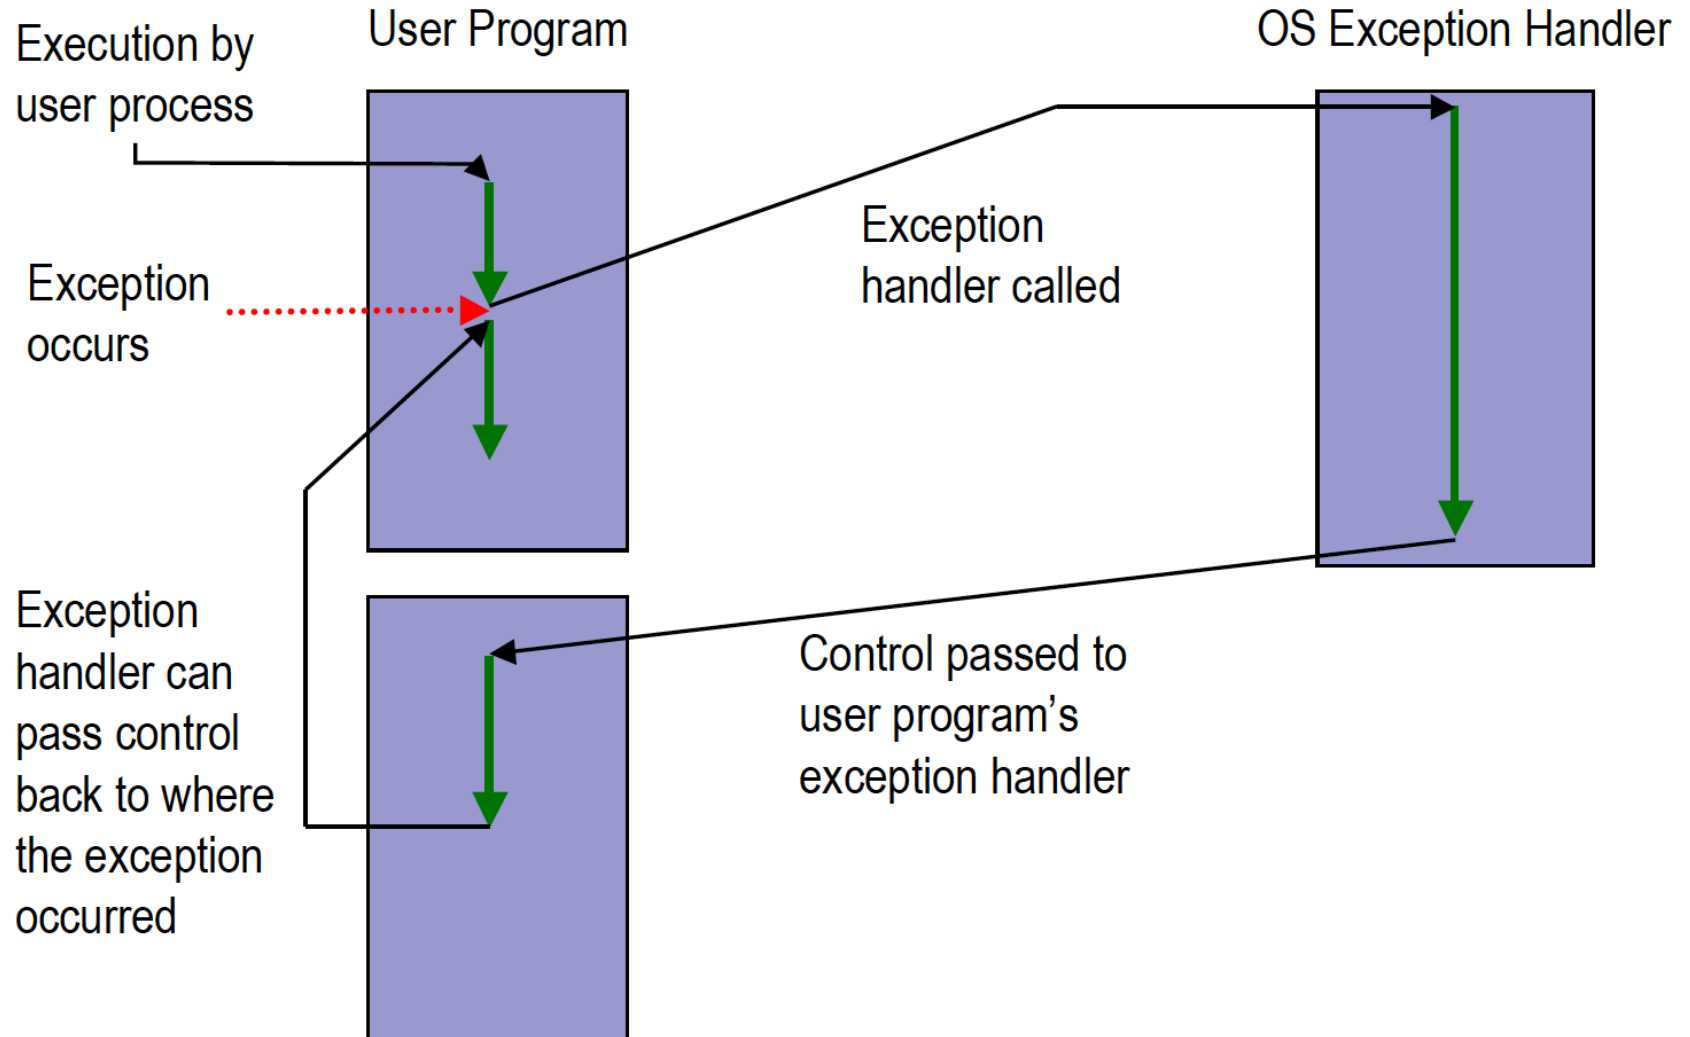 User Program
OS Exception Handler
Execution by
user process
Exception
handler called
Exception
occurs
Exception
handler can
pass control
back to where
the exception
occurred
Control passed to
user program’s
exception handler